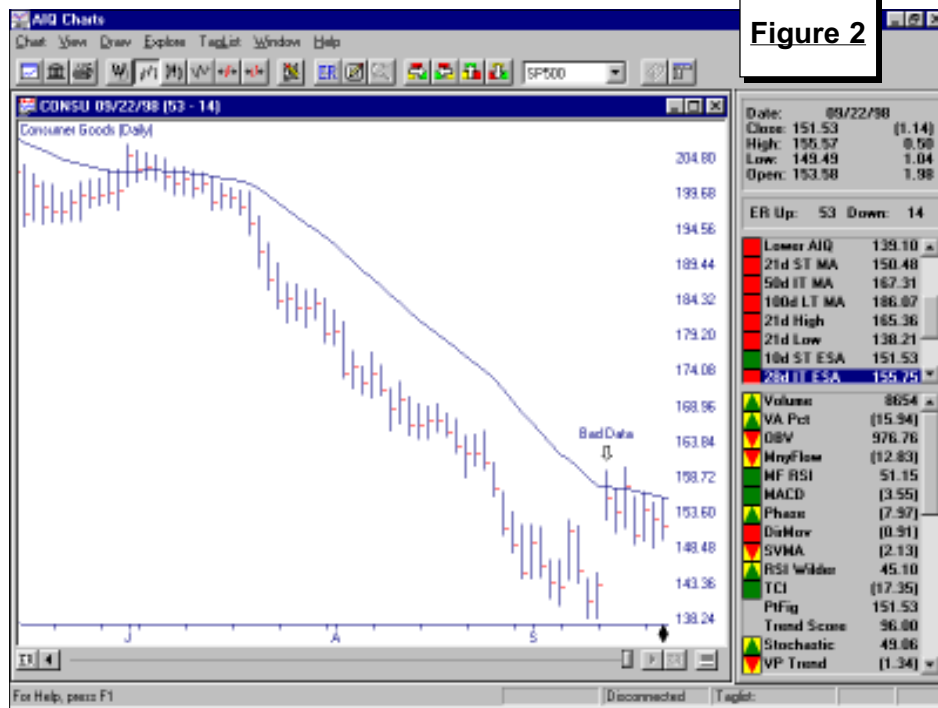 AIQ Charts
Figure 2
Chart View Draw Explore TagList Window Help
ER SP500
CONSU 09/22/98 (53 - 14)
Consumer Goods (Daily)
204.80
199.68
194.56
189.44
184.32
179.20
174.08
168.96
163.84
158.72
153.60
148.48
143.36
138.24
Bad Data
J A S
Date: 09/22/98
Close: 151.53 (1.14)
High: 155.57 0.50
Low: 149.49 1.04
Open: 153.58 1.98
ER Up: 53 Down: 14
Lower AIQ 139.10
21d ST MA 150.48
50d IT MA 167.31
100d LT MA 186.07
21d High 165.36
21d Low 138.21
10d ST ESA 151.53
28d IT ESA 155.75
Volume 8654
VA Pct (15.94)
OBV 976.76
MnyFlow (12.83)
MF RSI 51.15
MACD (3.55)
Phase (7.97)
DirMov (0.91)
SVMA (2.13)
RSI Wilder 45.10
TCI (17.35)
PtFig 151.53
Trend Score 96.00
Stochastic 49.06
VP Trend (1.34)
For Help, press F1
Disconnected
Taglist: